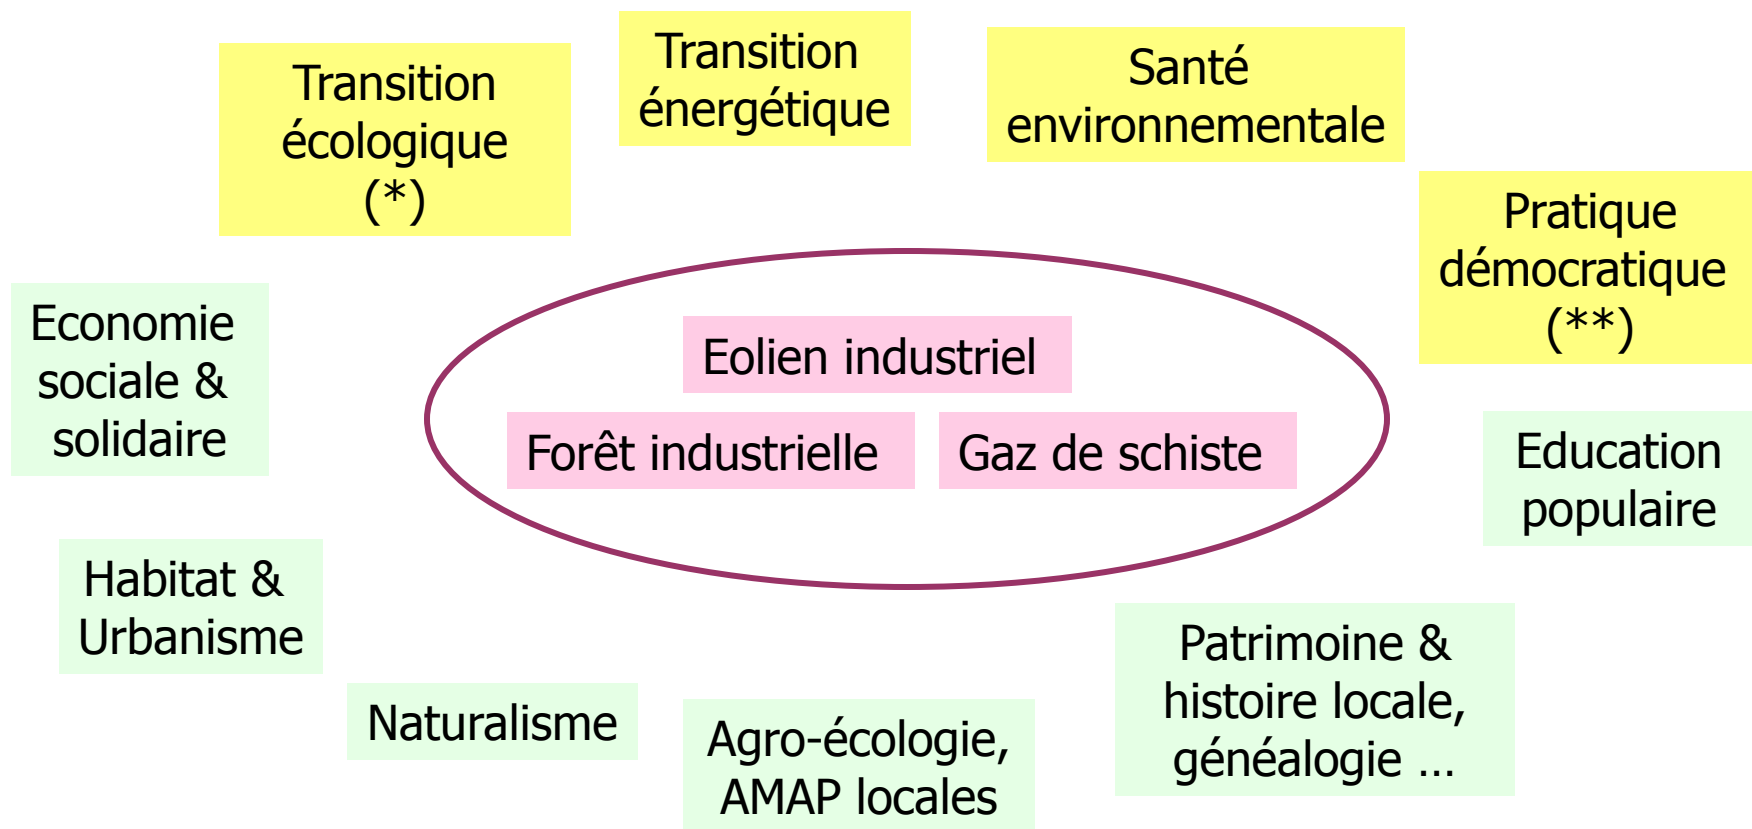 Transition
écologique
(*)
Transition
énergétique
Santé
environnementale
Pratique
démocratique
(**)
Economie
sociale &
solidaire
Eolien industriel
Forêt industrielle
Gaz de schiste
Education
populaire
Habitat &
Urbanisme
Naturalisme
Agro-écologie,
AMAP locales
Patrimoine &
histoire locale,
généalogie ...